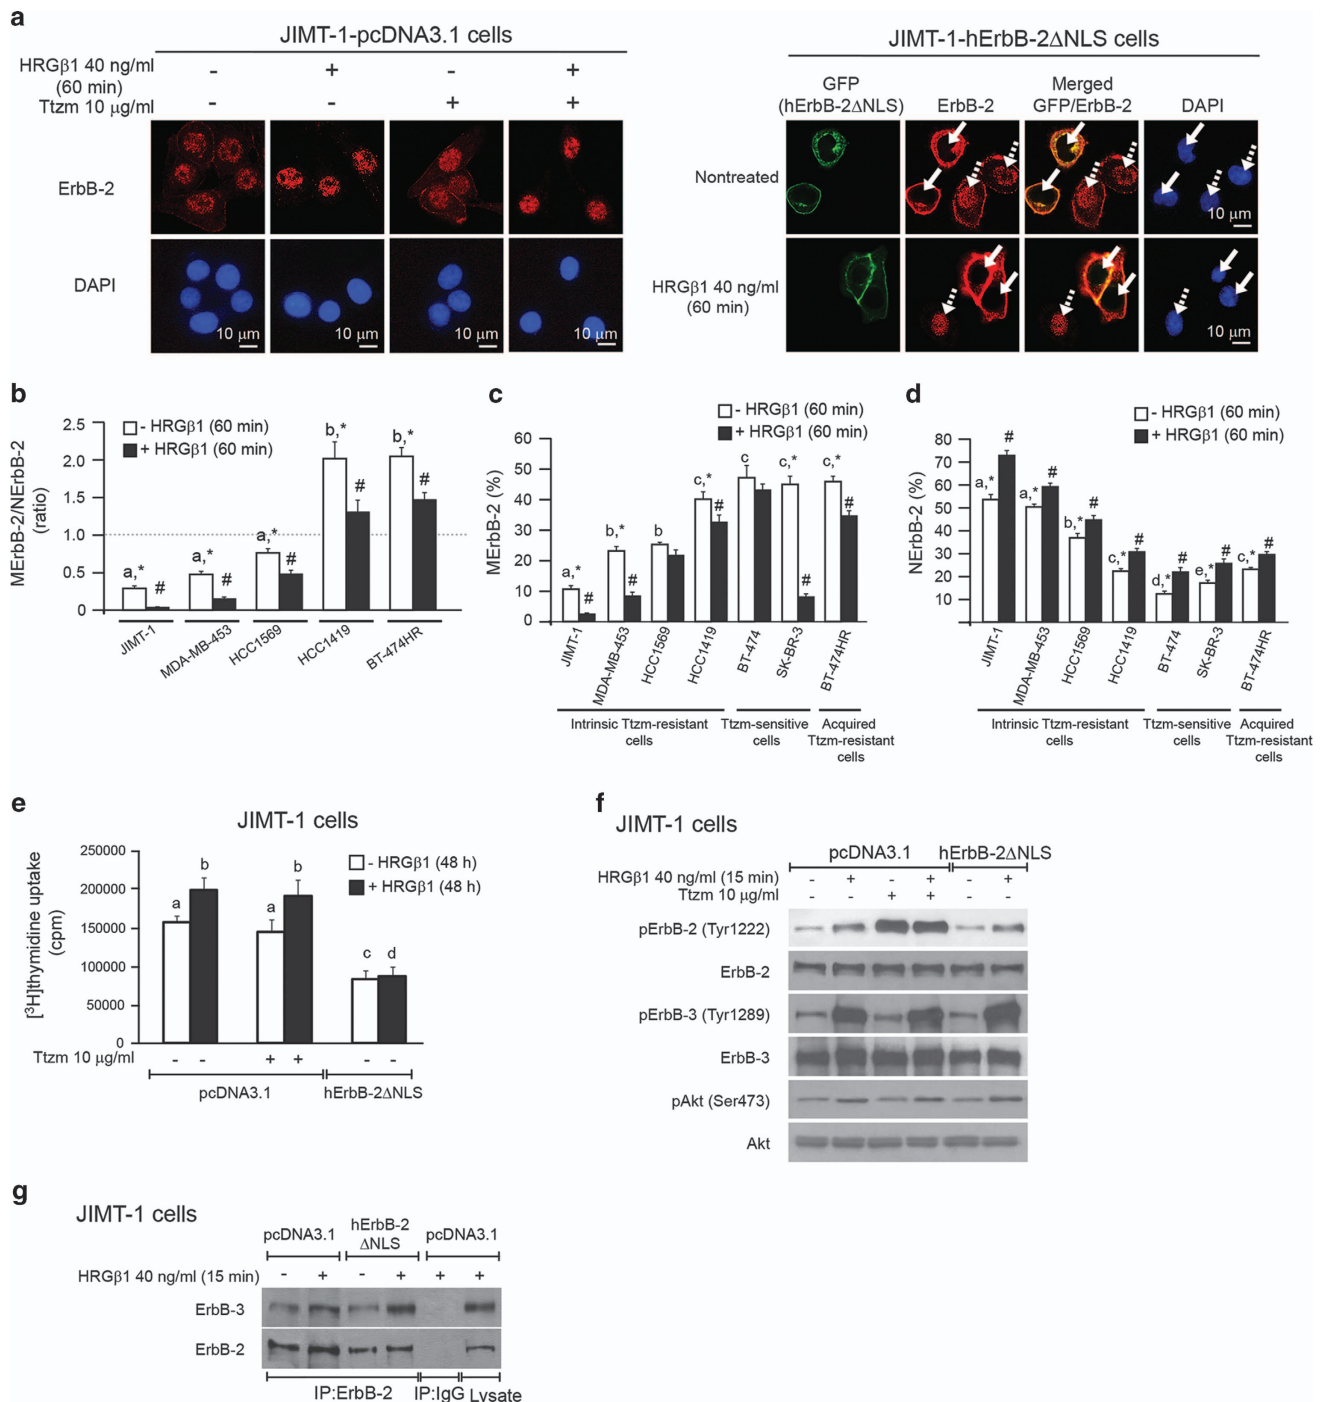 a
JIMT-1-pcDNA3.1 cells
HRGβ1 40 ng/ml - + - +
(60 min)
Ttzm 10 μg/ml - - + +
ErbB-2
DAPI
10 μm 10 μm 10 μm 10 μm
JIMT-1-hErbB-2ΔNLS cells
GFP
(hErbB-2ΔNLS) ErbB-2 Merged
GFP/ErbB-2 DAPI
Nontreated
10 μm
HRGβ1 40 ng/ml
(60 min)
10 μm
b
MErbB-2/NErbB-2
(ratio)
- HRGβ1 (60 min)
+ HRGβ1 (60 min)
2.5
2.0
1.5
1.0
0.5
0
a,* # a,* # a,* # b,* # b,* #
JIMT-1 MDA-MB-453 HCC1569 HCC1419 BT-474HR
c
MErbB-2 (%)
- HRGβ1 (60 min)
+ HRGβ1 (60 min)
60
50
40
30
20
10
0
a,* # b,* # b c,* # c c,* # c,* #
JIMT-1 MDA-MB-453 HCC1569 HCC1419 BT-474 SK-BR-3 BT-474HR
Intrinsic Ttzm-resistant
cells
Ttzm-sensitive
cells
Acquired
Ttzm-resistant
cells
d
NErbB-2 (%)
- HRGβ1 (60 min)
+ HRGβ1 (60 min)
80
70
60
50
40
30
20
10
a,* # a,* # b,* # c,* # d,* # e,* # c,* #
JIMT-1 MDA-MB-453 HCC1569 HCC1419 BT-474 SK-BR-3 BT-474HR
Intrinsic Ttzm-resistant
cells
Ttzm-sensitive
cells
Acquired
Ttzm-resistant
cells
e
JIMT-1 cells
[³H]thymidine uptake
(cpm)
- HRGβ1 (48 h)
+ HRGβ1 (48 h)
250000
200000
150000
100000
50000
0
a b a b c d
Ttzm 10 μg/ml - - + + - -
pcDNA3.1 hErbB-2ΔNLS
f
JIMT-1 cells
pcDNA3.1 hErbB-2ΔNLS
HRGβ1 40 ng/ml (15 min) - + - + - +
Ttzm 10 μg/ml - - + + - -
pErbB-2 (Tyr1222)
ErbB-2
pErbB-3 (Tyr1289)
ErbB-3
pAkt (Ser473)
Akt
g
JIMT-1 cells
pcDNA3.1 hErbB-2
ΔNLS pcDNA3.1
HRGβ1 40 ng/ml (15 min) - + - + + +
ErbB-3
ErbB-2
IP:ErbB-2 IP:IgG Lysate